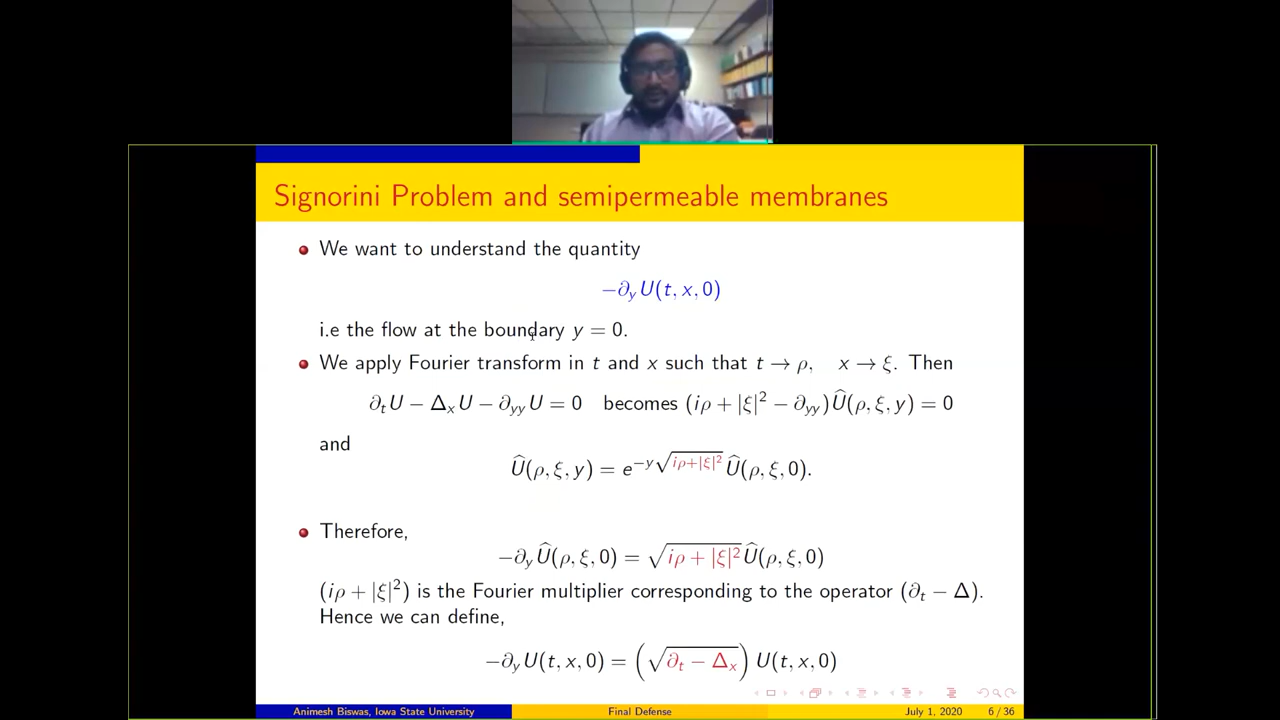 Signorini Problem and semipermeable membranes
We want to understand the quantity
−∂_y U(t, x, 0)
i.e the flow at the boundary y = 0.
We apply Fourier transform in t and x such that t → ρ, x → ξ. Then
∂_t U − Δ_x U − ∂_yy U = 0 becomes (iρ + |ξ|² − ∂_yy)Û(ρ, ξ, y) = 0
and
Û(ρ, ξ, y) = e^{−y√(iρ+|ξ|²)} Û(ρ, ξ, 0).
Therefore,
−∂_y Û(ρ, ξ, 0) = √(iρ + |ξ|²) Û(ρ, ξ, 0)
(iρ + |ξ|²) is the Fourier multiplier corresponding to the operator (∂_t − Δ).
Hence we can define,
−∂_y U(t, x, 0) = (√(∂_t − Δ_x)) U(t, x, 0)
Animesh Biswas, Iowa State University Final Defense July 1, 2020 6 / 36